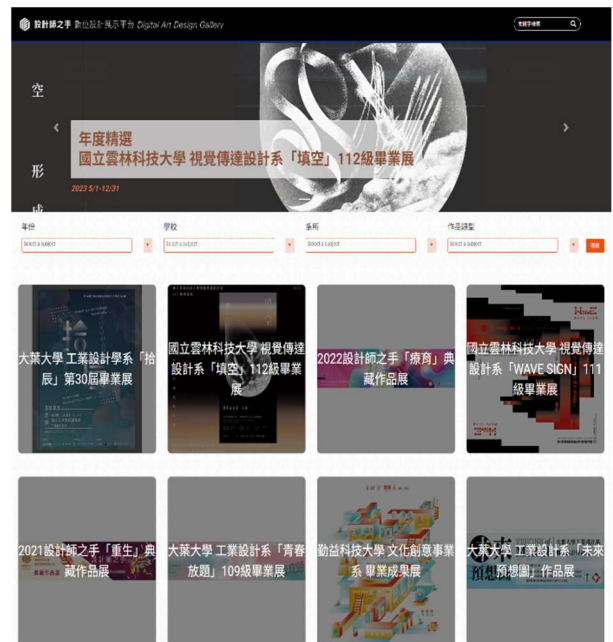 設計師之手 數位設計展示平台 Digital Art Design Gallery
關鍵字檢索
空
形
成
年度精選
國立雲林科技大學 視覺傳達設計系「填空」112級畢業展
2023 5/1-12/31
年份
學校
系所
作品類型
Select a subject
Select a subject
Select a subject
Select a subject
大葉大學 工業設計學系「拾
辰」第30屆畢業展
國立雲林科技大學 視覺傳達
設計系「填空」112級畢業
展
2022設計師之手「療育」典
藏作品展
國立雲林科技大學 視覺傳達
設計系「WAVE SIGN」111
級畢業展
2021設計師之手「重生」典
藏作品展
大葉大學 工業設計系「青春
放題」109級畢業展
勤益科技大學 文化創意事業
系 畢業成果展
大葉大學 工業設計系「未來
預想圖」作品展